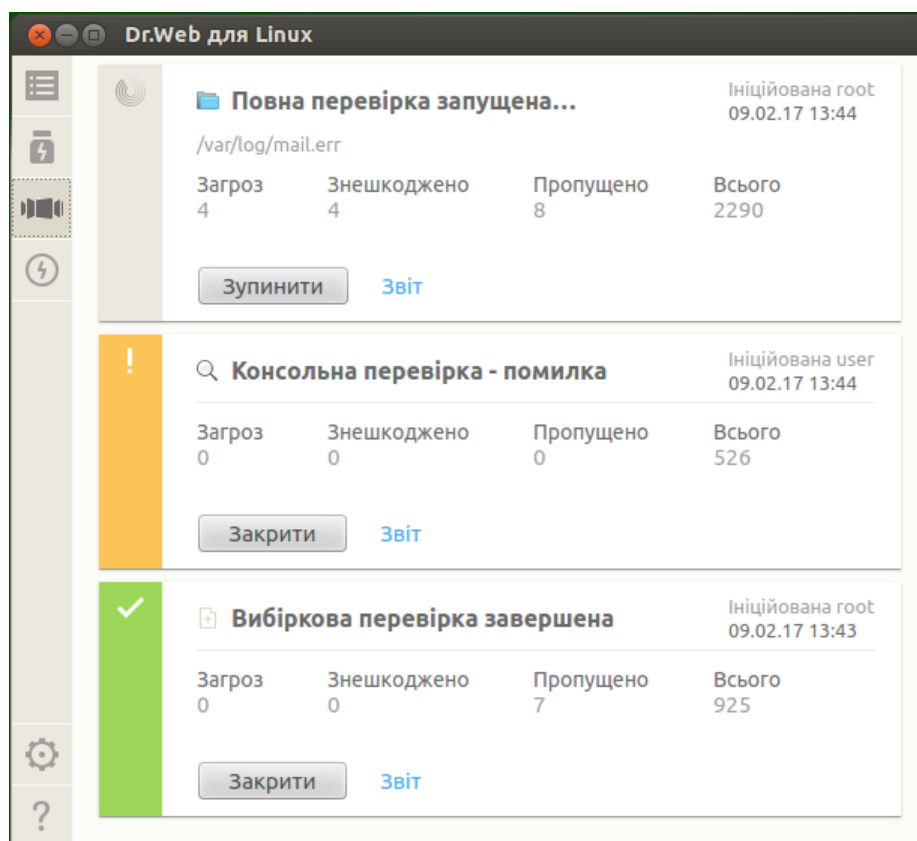 Dr.Web для Linux
Повна перевірка запущена...
Ініційована root
09.02.17 13:44
/var/log/mail.err
Загроз Знешкоджено Пропущено Всього
4 4 8 2290
Зупинити Звіт
Консольна перевірка - помилка
Ініційована user
09.02.17 13:44
Загроз Знешкоджено Пропущено Всього
0 0 0 526
Закрити Звіт
Вибіркова перевірка завершена
Ініційована root
09.02.17 13:43
Загроз Знешкоджено Пропущено Всього
0 0 7 925
Закрити Звіт